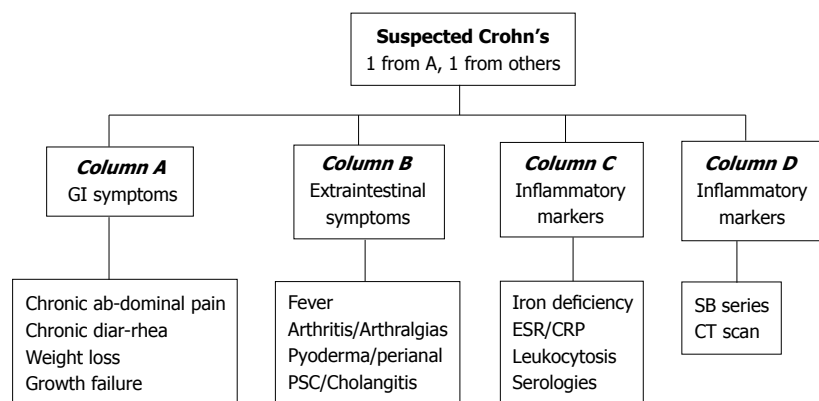 Suspected Crohn's
1 from A, 1 from others
Column A
GI symptoms
Column B
Extraintestinal
symptoms
Column C
Inflammatory
markers
Column D
Inflammatory
markers
Chronic ab-dominal pain
Chronic diar-rhea
Weight loss
Growth failure
Fever
Arthritis/Arthralgias
Pyoderma/perianal
PSC/Cholangitis
Iron deficiency
ESR/CRP
Leukocytosis
Serologies
SB series
CT scan